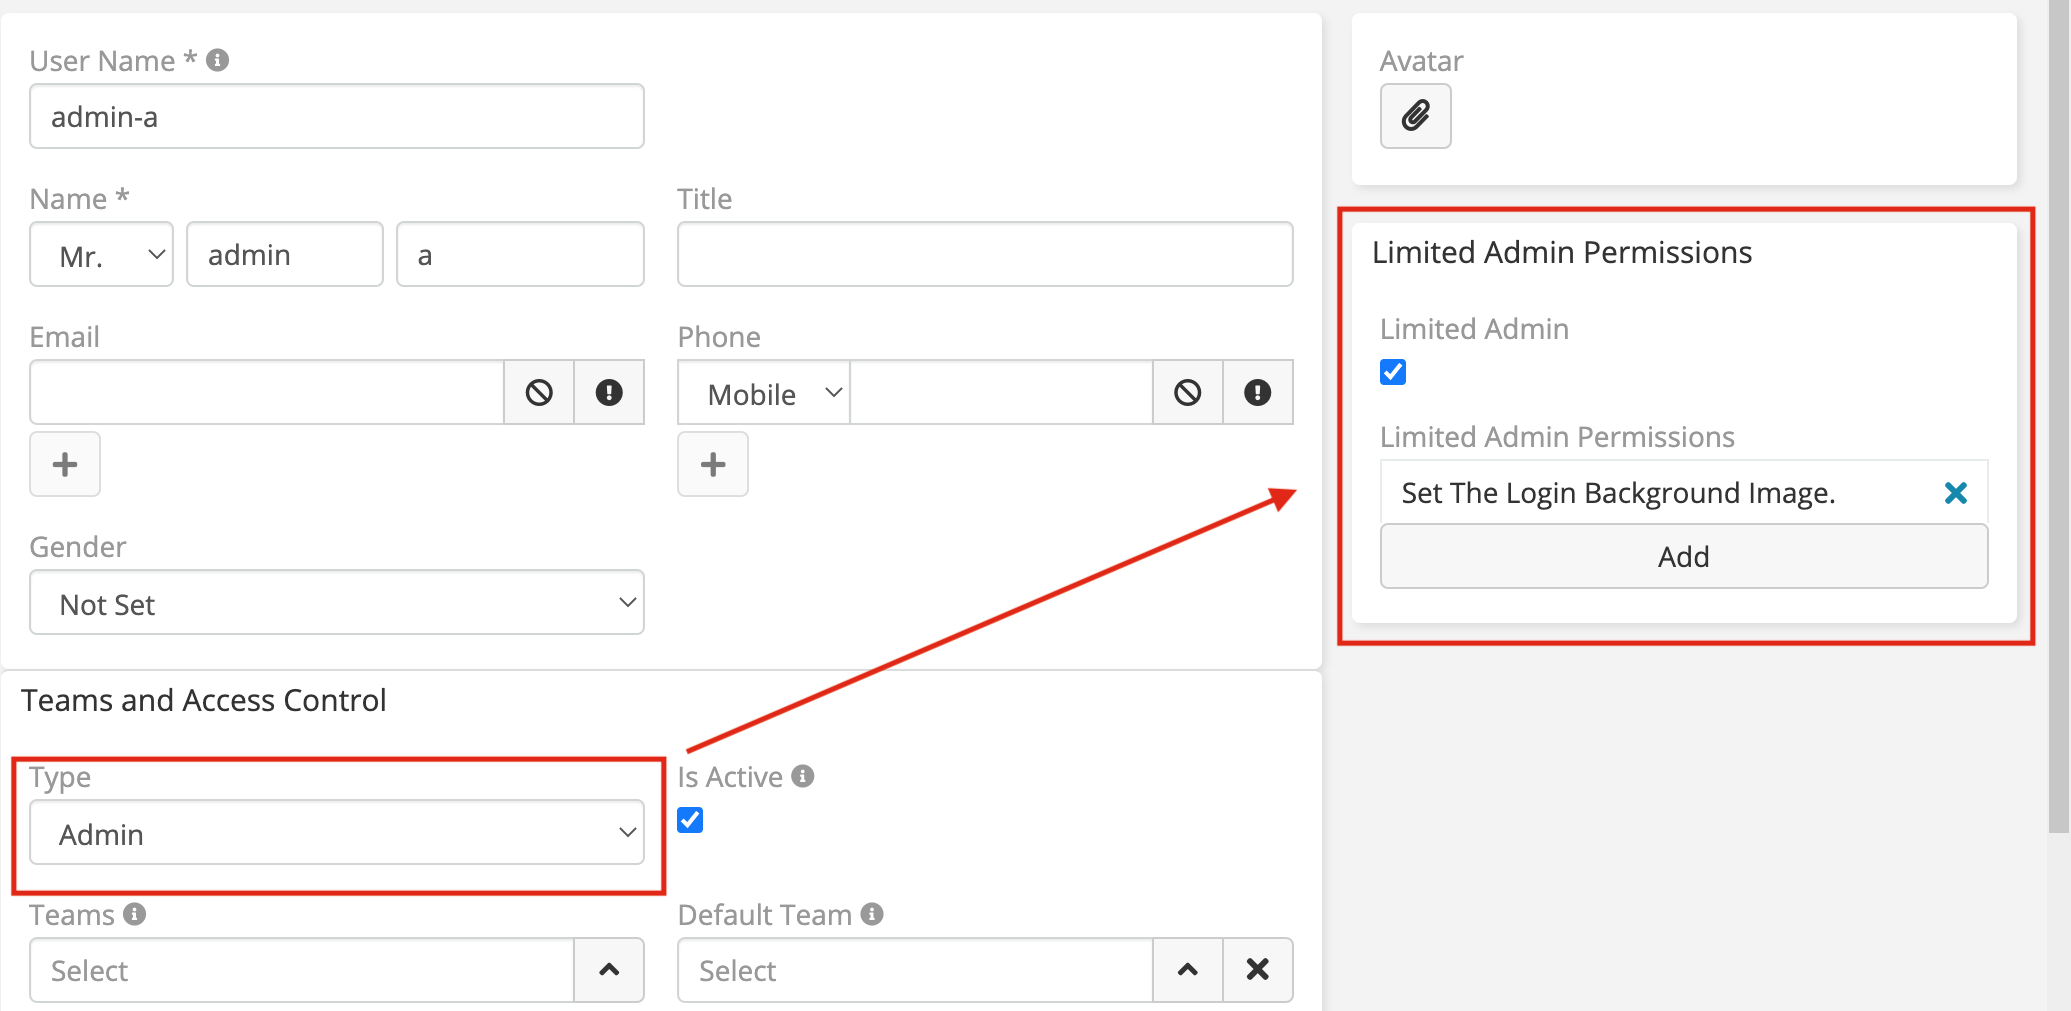 User Name *
admin-a
Name *
Mr.
admin
a
Title
Email
Phone
Mobile
Gender
Not Set
Teams and Access Control
Type
Admin
Is Active
Teams
Select
Default Team
Select
Avatar
Limited Admin Permissions
Limited Admin
Limited Admin Permissions
Set The Login Background Image.
Add